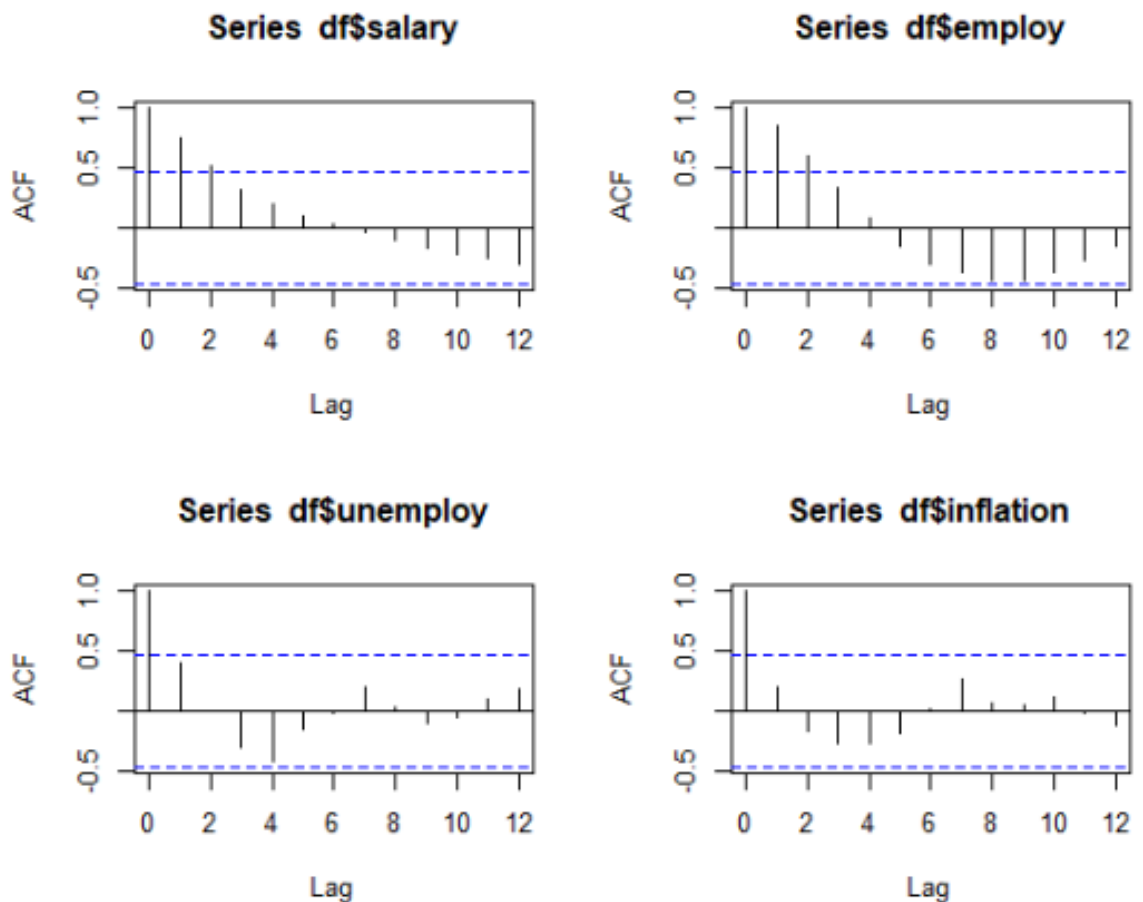 Series df$salary
ACF
1.0
0.5
-0.5
0 2 4 6 8 10 12
Lag
Series df$employ
ACF
1.0
0.5
-0.5
0 2 4 6 8 10 12
Lag
Series df$unemploy
ACF
1.0
0.5
-0.5
0 2 4 6 8 10 12
Lag
Series df$inflation
ACF
1.0
0.5
-0.5
0 2 4 6 8 10 12
Lag